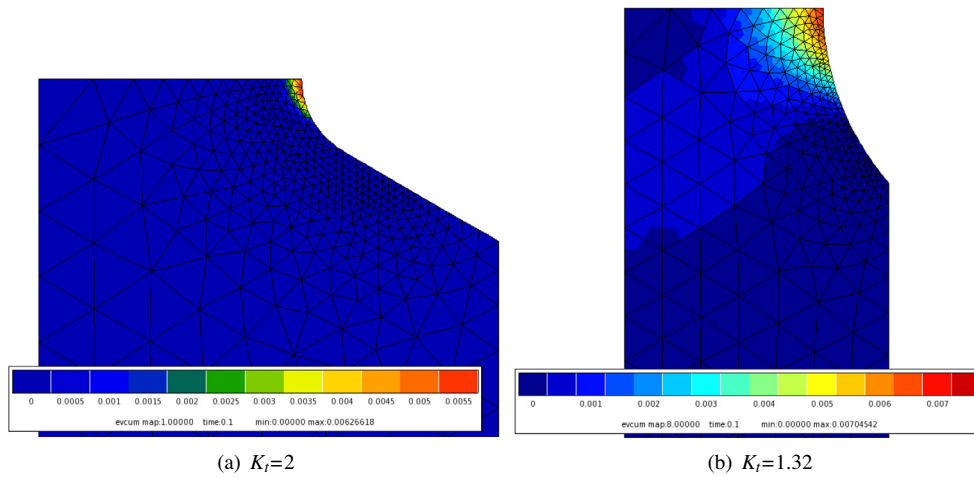 0 0.0005 0.001 0.0015 0.002 0.0025 0.003 0.0035 0.004 0.0045 0.005 0.0055
evcum map:1.00000 time:0.1 min:0.00000 max:0.00626618
(a) K_t=2
0 0.001 0.002 0.003 0.004 0.005 0.006 0.007
evcum map:8.00000 time:0.1 min:0.00000 max:0.00704542
(b) K_t=1.32